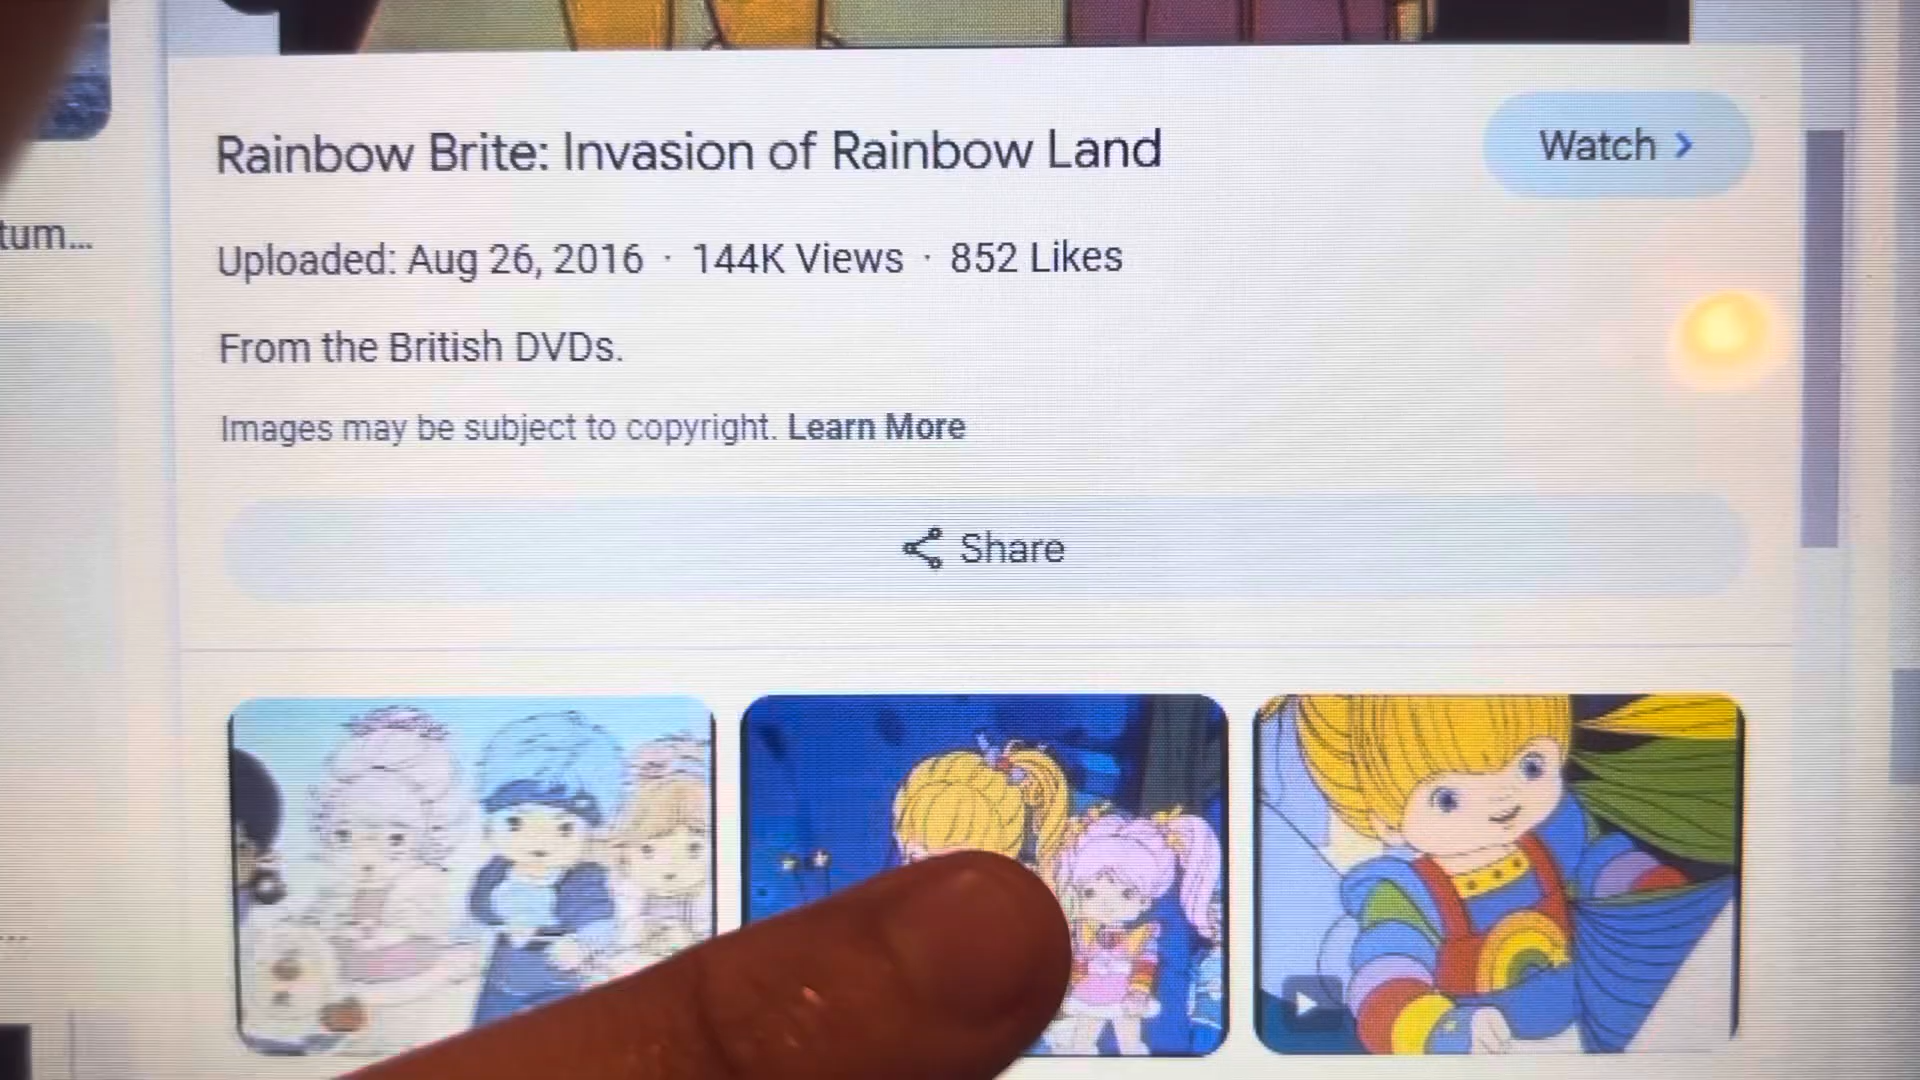 Rainbow Brite: Invasion of Rainbow Land
Watch
Uploaded: Aug 26, 2016 · 144K Views · 852 Likes
tum...
From the British DVDs.
Images may be subject to copyright. Learn More
Share
...